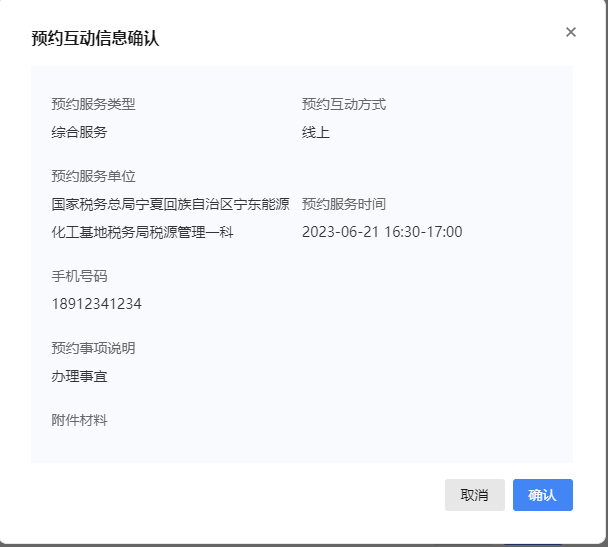 预约互动信息确认
预约服务类型
预约互动方式
综合服务
线上
预约服务单位
国家税务总局宁夏回族自治区宁东能源
化工基地税务局税源管理一科
预约服务时间
2023-06-21 16:30-17:00
手机号码
18912341234
预约事项说明
办理事宜
附件材料
取消
确认